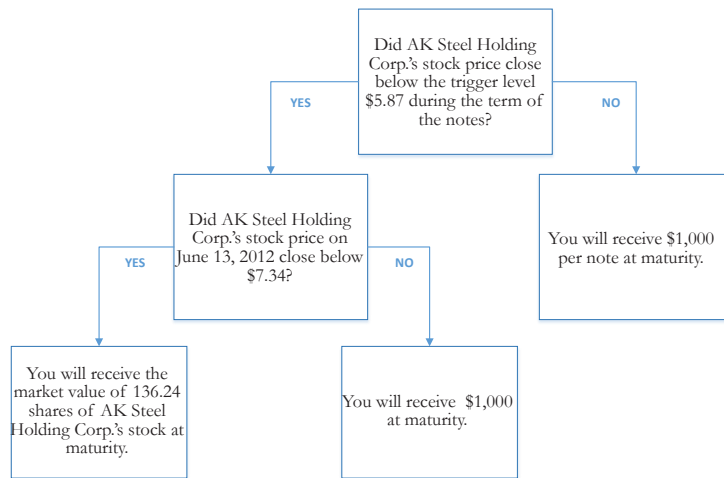 Did AK Steel Holding
Corp.'s stock price close
below the trigger level
$5.87 during the term of
the notes?
YES
NO
Did AK Steel Holding
Corp.'s stock price on
June 13, 2012 close below
$7.34?
You will receive $1,000
per note at maturity.
YES
NO
You will receive the
market value of 136.24
shares of AK Steel
Holding Corp.'s stock at
maturity.
You will receive $1,000
at maturity.